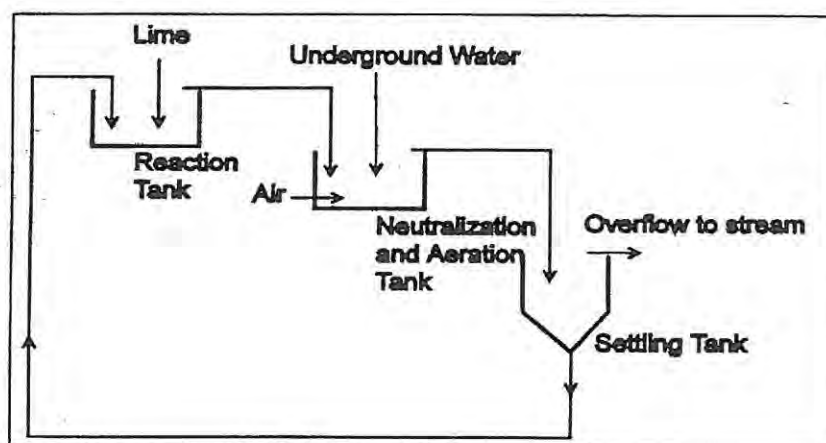 Lime
Underground Water
Reaction
Tank
Air
Neutralization
and Aeration
Tank
Overflow to stream
Settling Tank